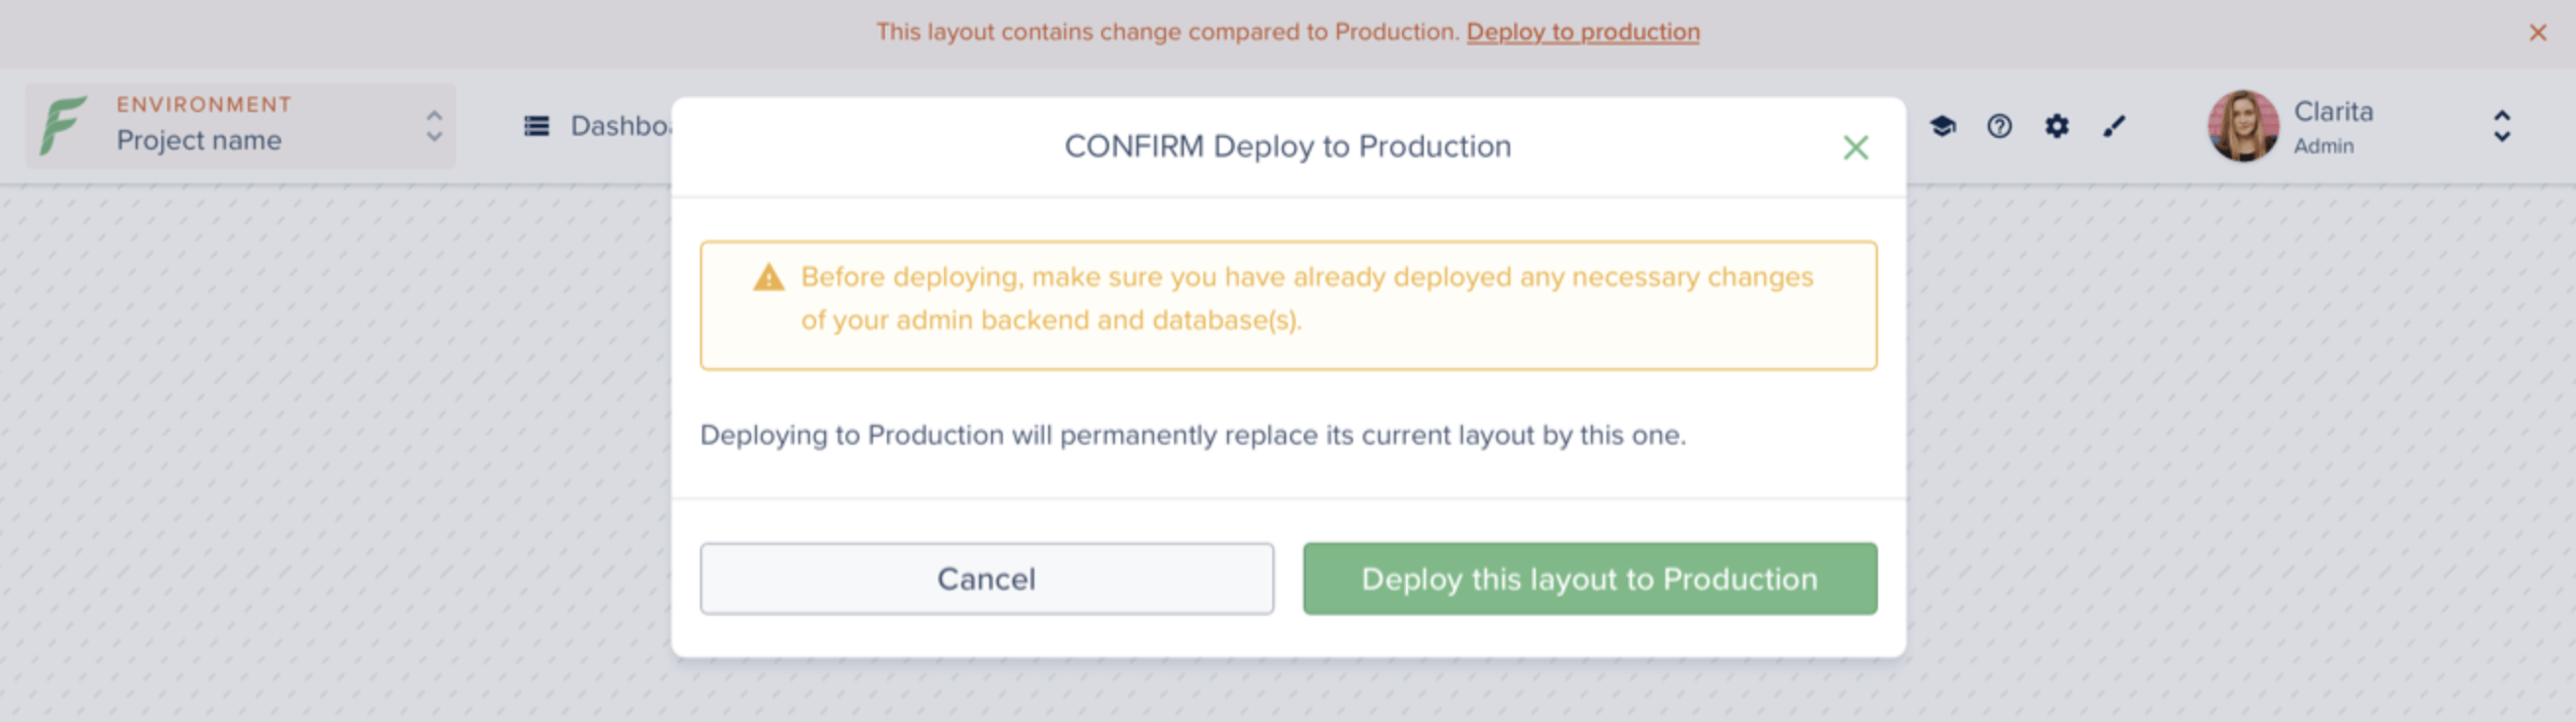 This layout contains change compared to Production. Deploy to production
ENVIRONMENT
Project name
Clarita
Admin
CONFIRM Deploy to Production
Before deploying, make sure you have already deployed any necessary changes
of your admin backend and database(s).
Deploying to Production will permanently replace its current layout by this one.
Cancel
Deploy this layout to Production